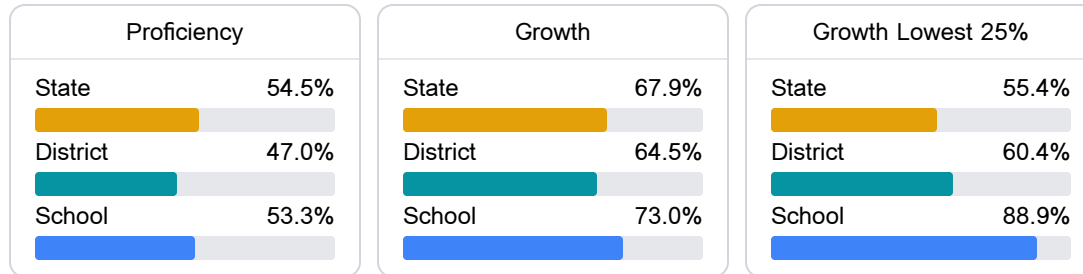 Proficiency
State 54.5%
District 47.0%
School 53.3%
Growth
State 67.9%
District 64.5%
School 73.0%
Growth Lowest 25%
State 55.4%
District 60.4%
School 88.9%